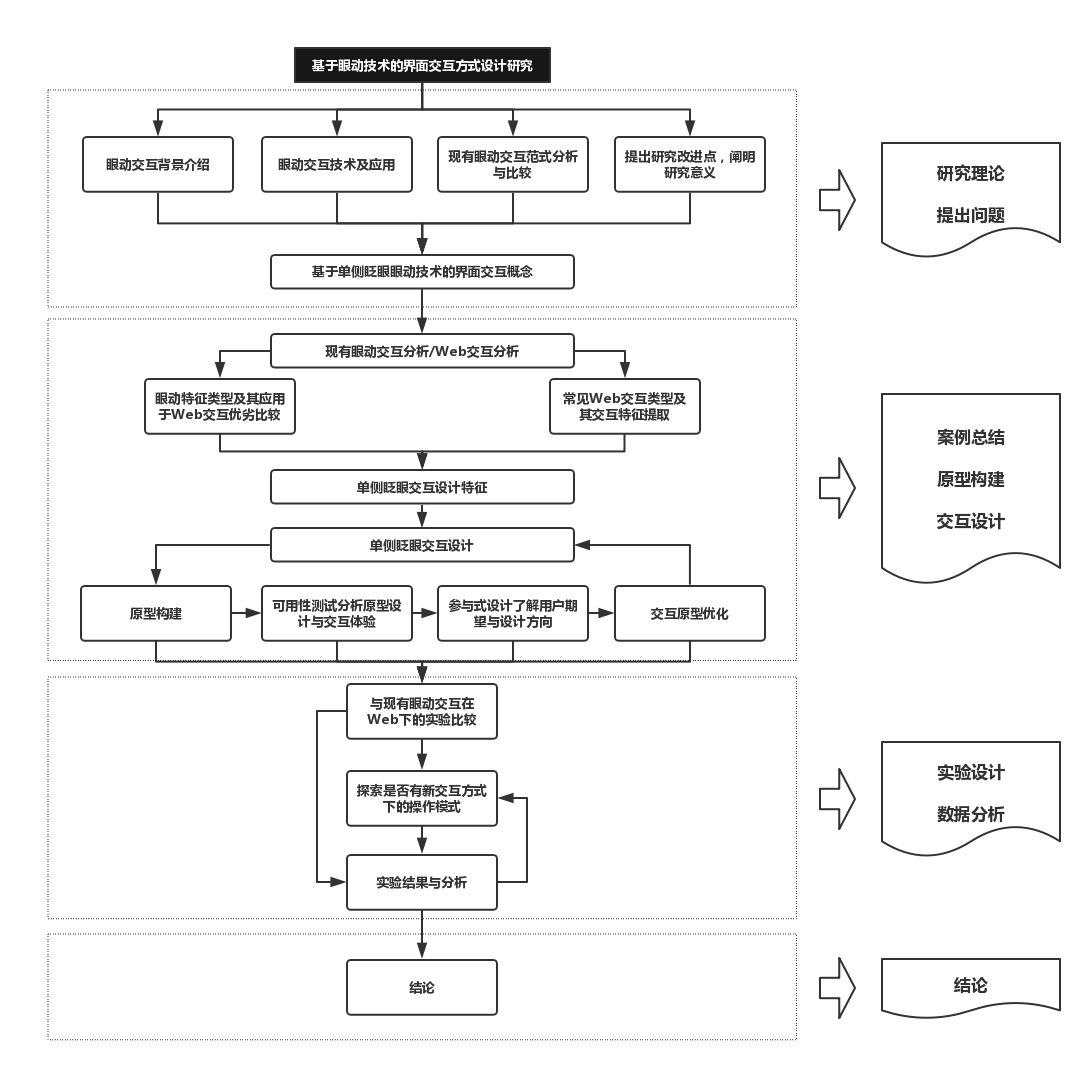 基于眼动技术的界面交互方式设计研究
眼动交互背景介绍
眼动交互技术及应用
现有眼动交互范式分析
与比较
提出研究改进点，阐明
研究意义
研究理论
提出问题
基于单侧眨眼眼动技术的界面交互概念
现有眼动交互分析/Web交互分析
眼动特征类型及其应用
于Web交互优劣比较
常见Web交互类型及
其交互特征提取
案例总结
原型构建
交互设计
单侧眨眼交互设计特征
单侧眨眼交互设计
原型构建
可用性测试分析原型设
计与交互体验
参与式设计了解用户期
望与设计方向
交互原型优化
与现有眼动交互在
Web下的实验比较
探索是否有新交互方式
下的操作模式
实验结果与分析
实验设计
数据分析
结论
结论